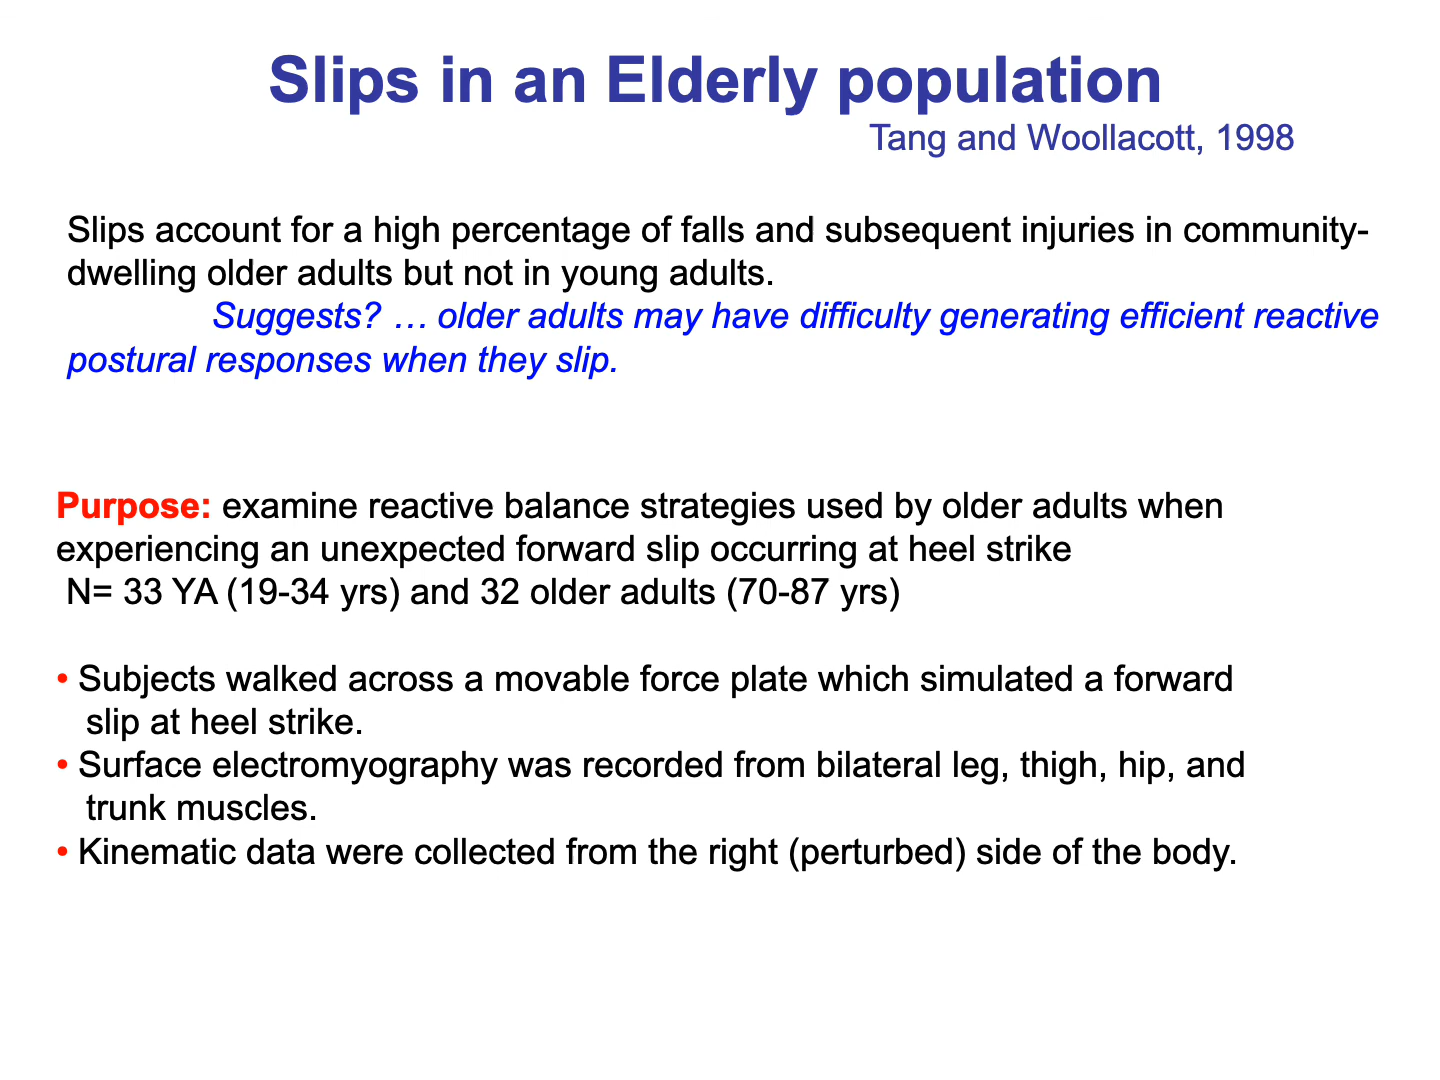 Slips in an Elderly population
Tang and Woollacott, 1998
Slips account for a high percentage of falls and subsequent injuries in community-
dwelling older adults but not in young adults.
Suggests? … older adults may have difficulty generating efficient reactive
postural responses when they slip.
Purpose: examine reactive balance strategies used by older adults when
experiencing an unexpected forward slip occurring at heel strike
N= 33 YA (19-34 yrs) and 32 older adults (70-87 yrs)
• Subjects walked across a movable force plate which simulated a forward
slip at heel strike.
• Surface electromyography was recorded from bilateral leg, thigh, hip, and
trunk muscles.
• Kinematic data were collected from the right (perturbed) side of the body.